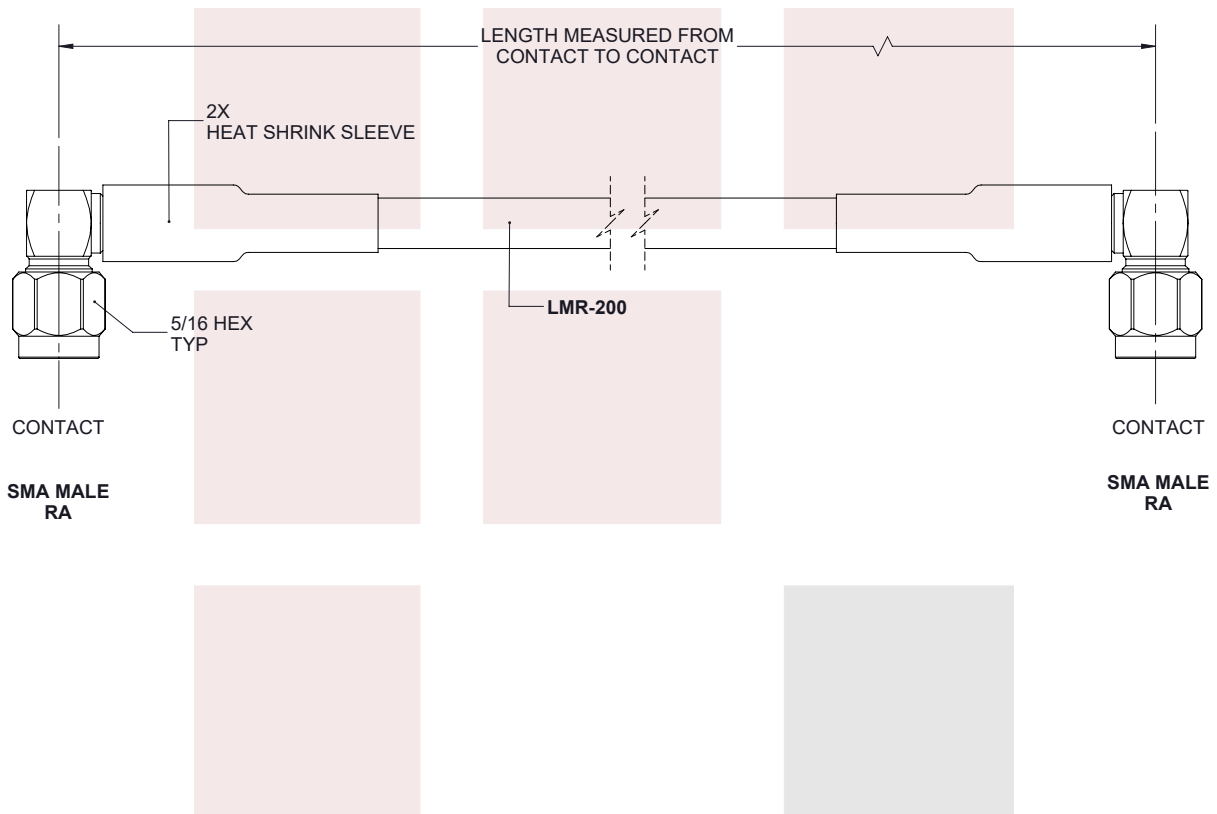 LENGTH MEASURED FROM
CONTACT TO CONTACT
2X
HEAT SHRINK SLEEVE
LMR-200
5/16 HEX
TYP
CONTACT
CONTACT
SMA MALE
RA
SMA MALE
RA